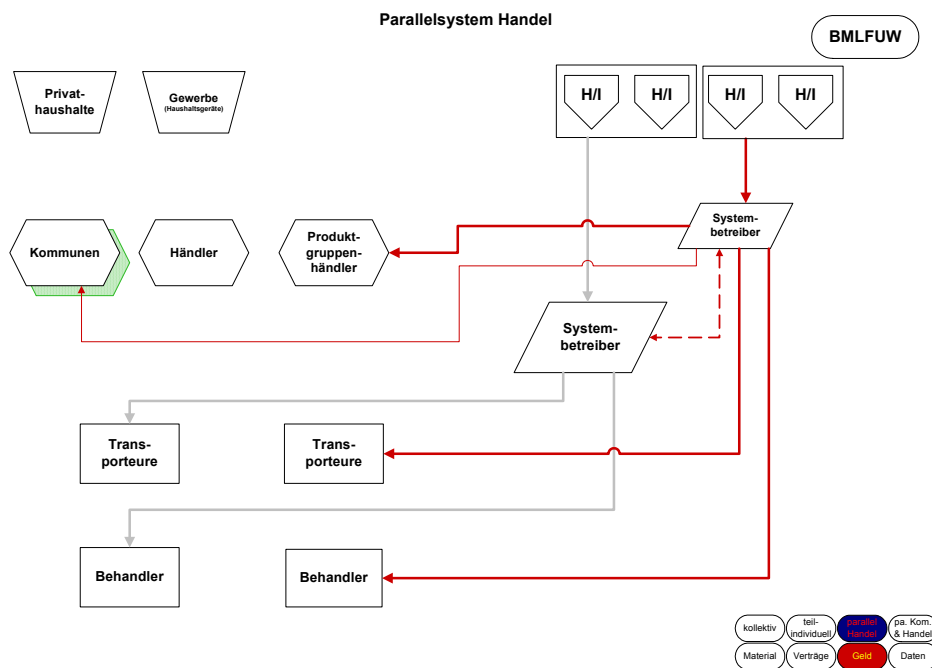 Parallelsystem Handel
BMLFUW
Privat-
haushalte
Gewerbe
(Haushaltsgeräte)
H/I
H/I
H/I
H/I
Kommunen
Händler
Produkt-
gruppen-
händler
System-
betreiber
System-
betreiber
Trans-
porteure
Trans-
porteure
Behandler
Behandler
kollektiv
teil-
individuell
parallel
Handel
pa. Kom.
& Handel
Material
Verträge
Geld
Daten